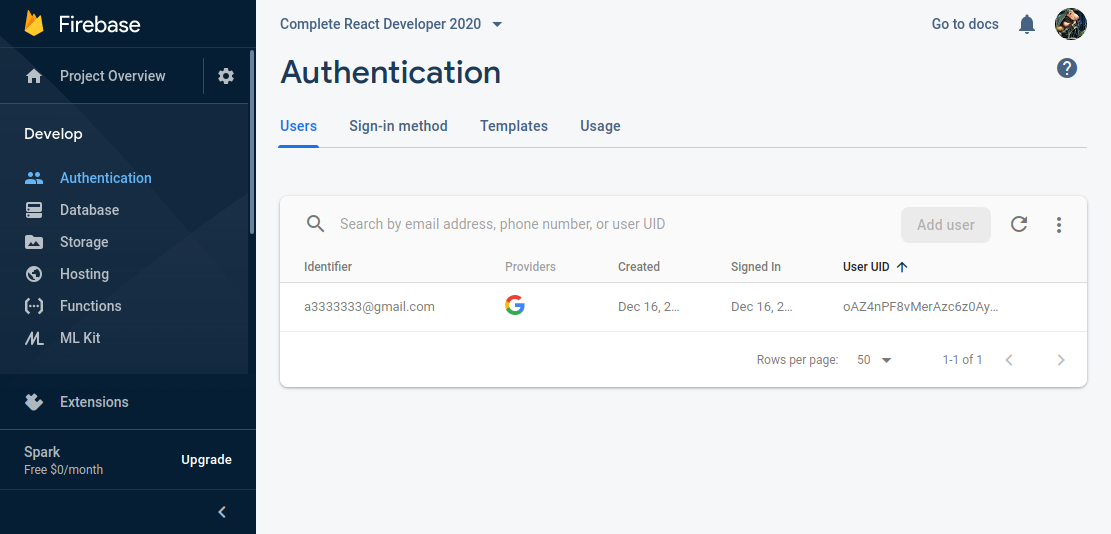 Firebase
Project Overview
Develop
Authentication
Database
Storage
Hosting
Functions
ML Kit
Extensions
Spark
Free $0/month
Upgrade
Complete React Developer 2020
Go to docs
Authentication
Users Sign-in method Templates Usage
Search by email address, phone number, or user UID
Add user
Identifier Providers Created Signed In User UID
a3333333@gmail.com Dec 16, 2... Dec 16, 2... oAZ4nPF8vMerAzc6z0Ay...
Rows per page: 50 1-1 of 1